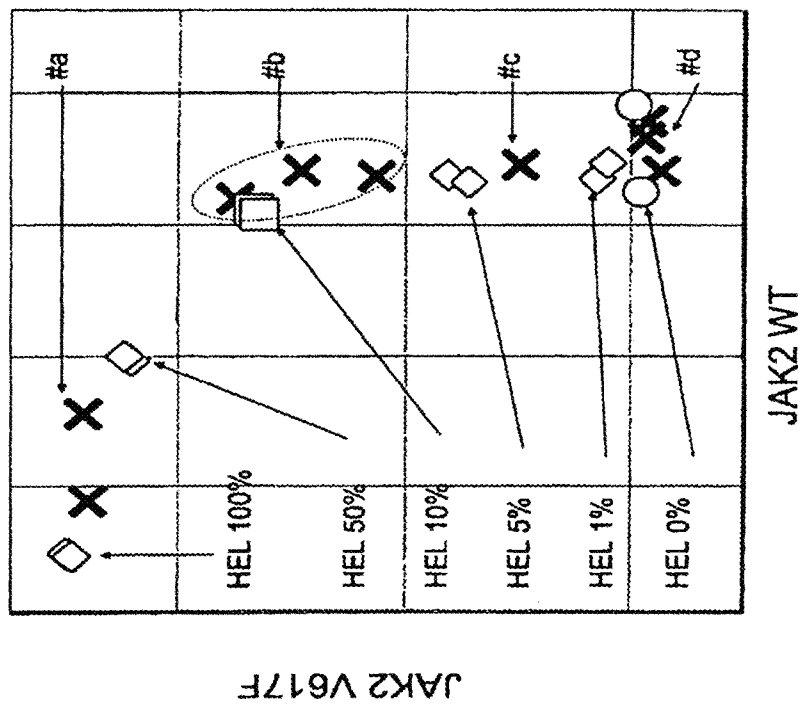 #a
#b
#c
#d
HEL 100%
HEL 50%
HEL 10%
HEL 5%
HEL 1%
HEL 0%
JAK2 WT
JAK2 V617F